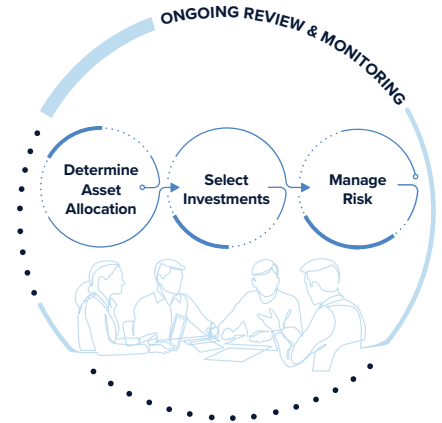 ONGOING REVIEW & MONITORING
Determine
Asset
Allocation
Select
Investments
Manage
Risk